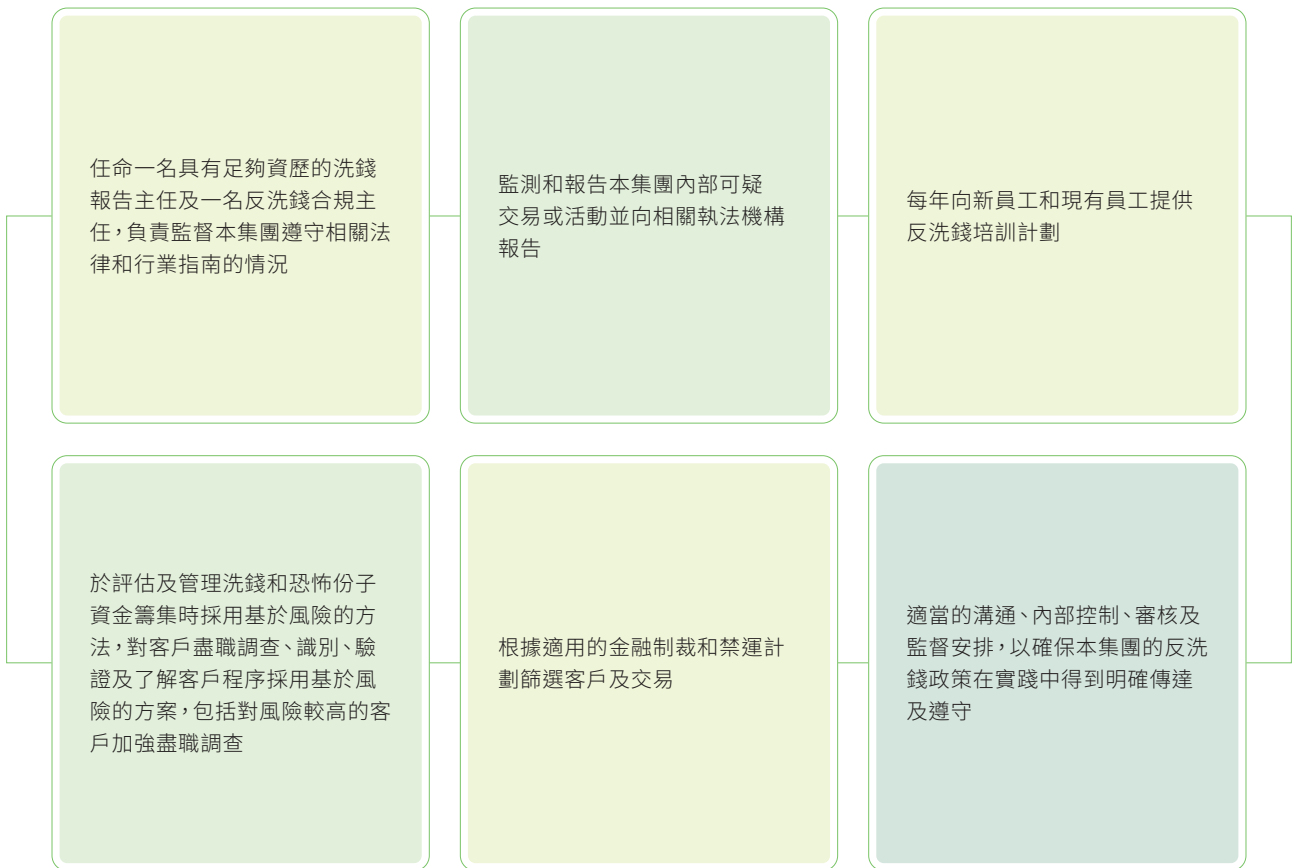 任命一名具有足夠資歷的洗錢
報告主任及一名反洗錢合規主
任，負責監督本集團遵守相關法
律和行業指南的情況
監測和報告本集團內部可疑
交易或活動並向相關執法機構
報告
每年向新員工和現有員工提供
反洗錢培訓計劃
於評估及管理洗錢和恐怖份子
資金籌集時採用基於風險的方
法，對客戶盡職調查、識別、驗
證及了解客戶程序採用基於風
險的方案，包括對風險較高的客
戶加強盡職調查
根據適用的金融制裁和禁運計
劃篩選客戶及交易
適當的溝通、內部控制、審核及
監督安排，以確保本集團的反洗
錢政策在實踐中得到明確傳達
及遵守